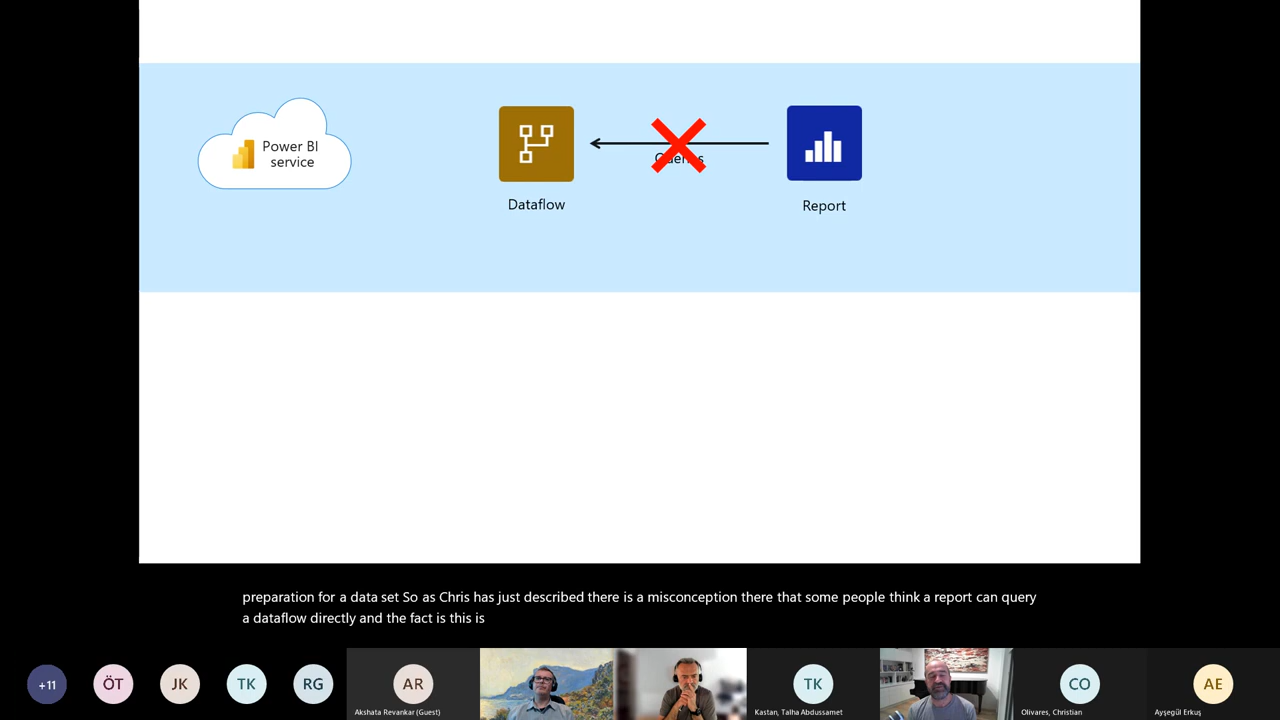 Power BI
service
Queries
Dataflow
Report
preparation for a data set So as Chris has just described there is a misconception there that some people think a report can query
a dataflow directly and the fact is this is
+11
ÖT
JK
TK
RG
AR
Akshata Revankar (Guest)
TK
Kastan, Talha Abdussamet
CO
Olivares, Christian
AE
Ayşegül Erkuş